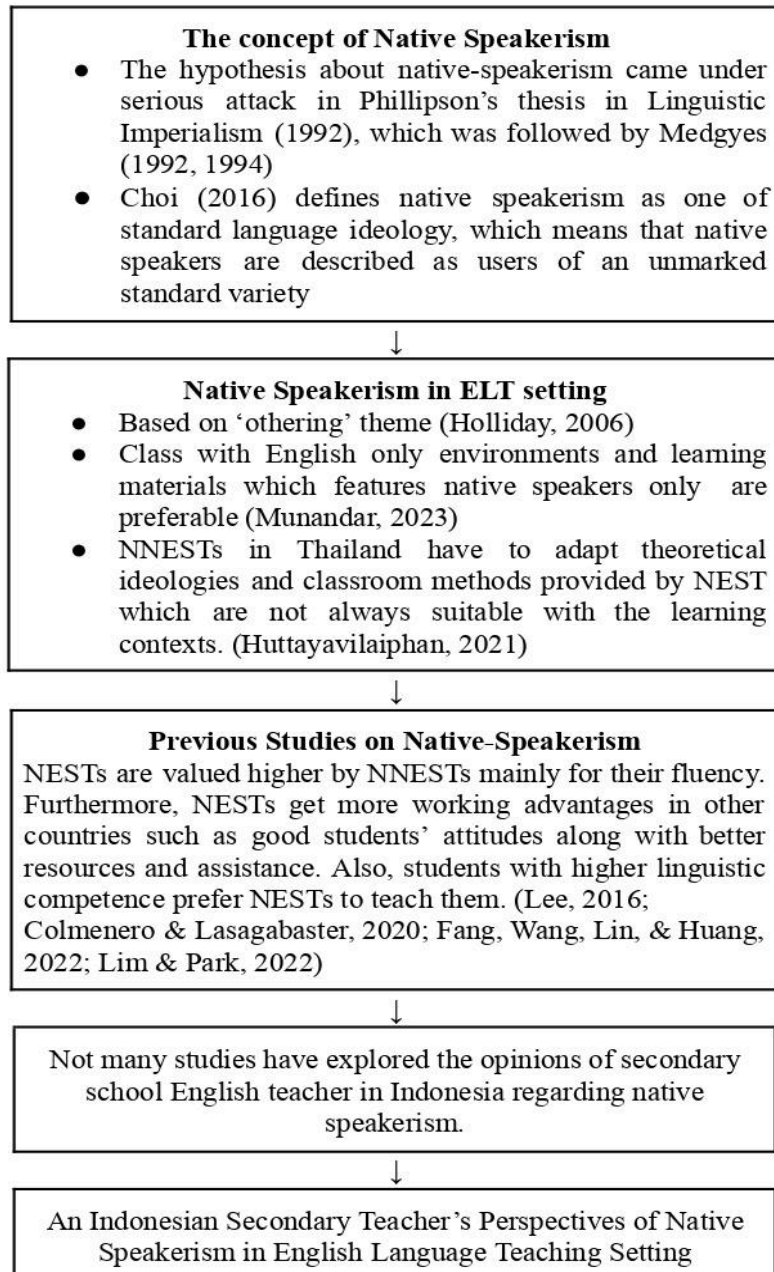 The concept of Native Speakerism
● The hypothesis about native-speakerism came under
serious attack in Phillipson's thesis in Linguistic
Imperialism (1992), which was followed by Medgyes
(1992, 1994)
● Choi (2016) defines native speakerism as one of
standard language ideology, which means that native
speakers are described as users of an unmarked
standard variety
↓
Native Speakerism in ELT setting
● Based on ‘othering’ theme (Holliday, 2006)
● Class with English only environments and learning
materials which features native speakers only are
preferable (Munandar, 2023)
● NNESTs in Thailand have to adapt theoretical
ideologies and classroom methods provided by NEST
which are not always suitable with the learning
contexts. (Huttayavilaiphan, 2021)
↓
Previous Studies on Native-Speakerism
NESTs are valued higher by NNESTs mainly for their fluency.
Furthermore, NESTs get more working advantages in other
countries such as good students’ attitudes along with better
resources and assistance. Also, students with higher linguistic
competence prefer NESTs to teach them. (Lee, 2016;
Colmenero & Lasagabaster, 2020; Fang, Wang, Lin, & Huang,
2022; Lim & Park, 2022)
↓
Not many studies have explored the opinions of secondary
school English teacher in Indonesia regarding native
speakerism.
↓
An Indonesian Secondary Teacher’s Perspectives of Native
Speakerism in English Language Teaching Setting